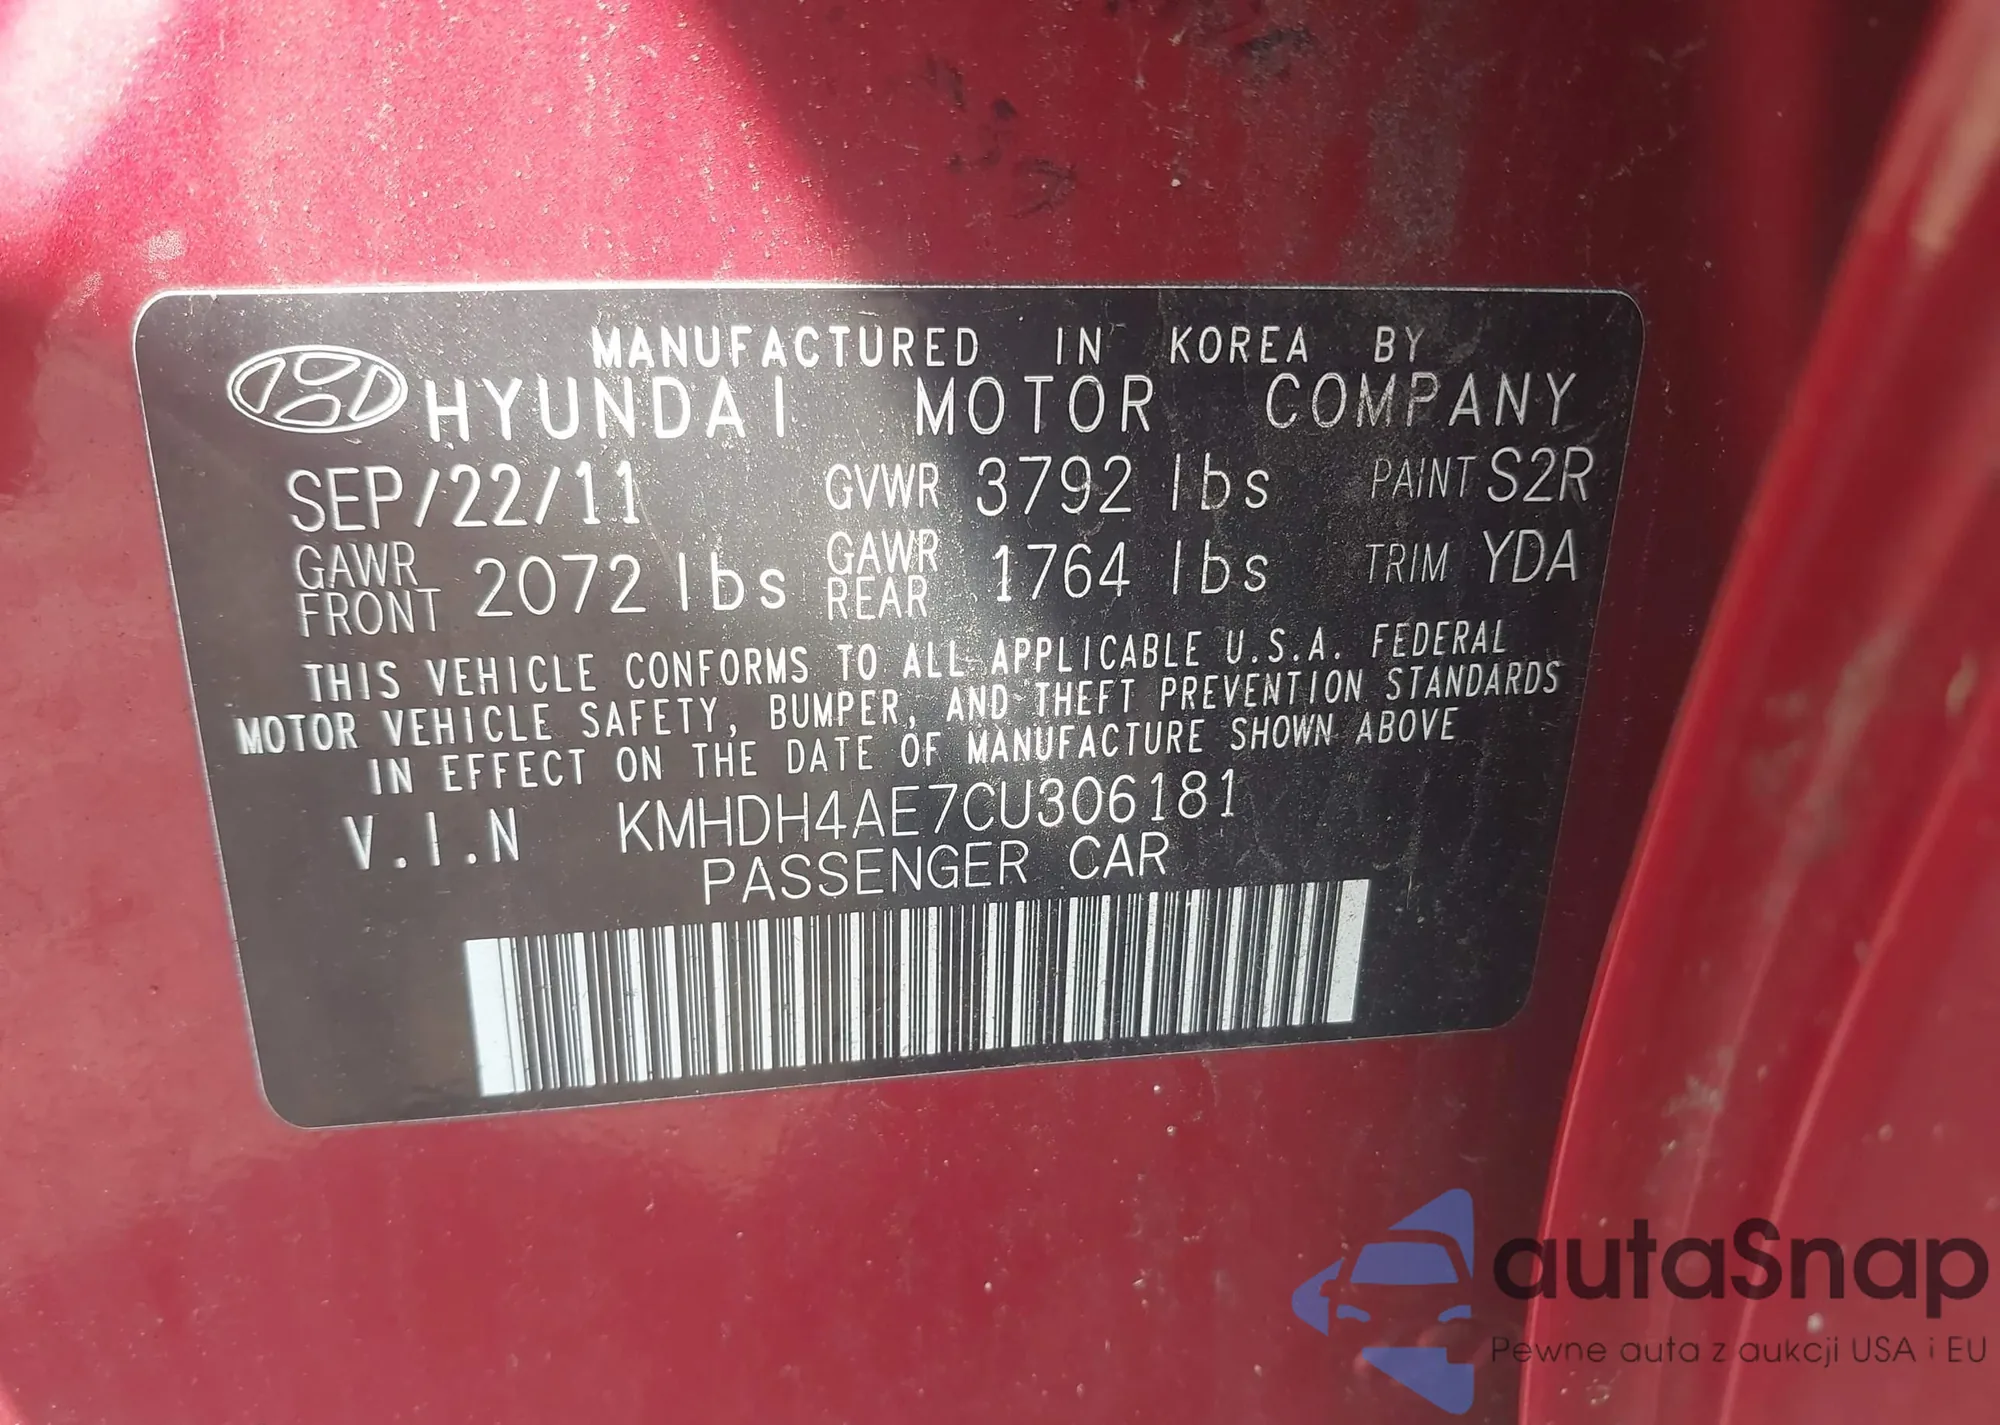 MANUFACTURED IN KOREA BY
HYUNDAI MOTOR COMPANY
SEP/22/11 GVWR 3792 lbs PAINT S2R
GAWR FRONT 2072 lbs GAWR REAR 1764 lbs TRIM YDA
THIS VEHICLE CONFORMS TO ALL APPLICABLE U.S.A. FEDERAL
MOTOR VEHICLE SAFETY, BUMPER, AND THEFT PREVENTION STANDARDS
IN EFFECT ON THE DATE OF MANUFACTURE SHOWN ABOVE
V.I.N KMHDH4AE7CU306181
PASSENGER CAR
autaSnap
Pewne auta z aukcji USA i EU